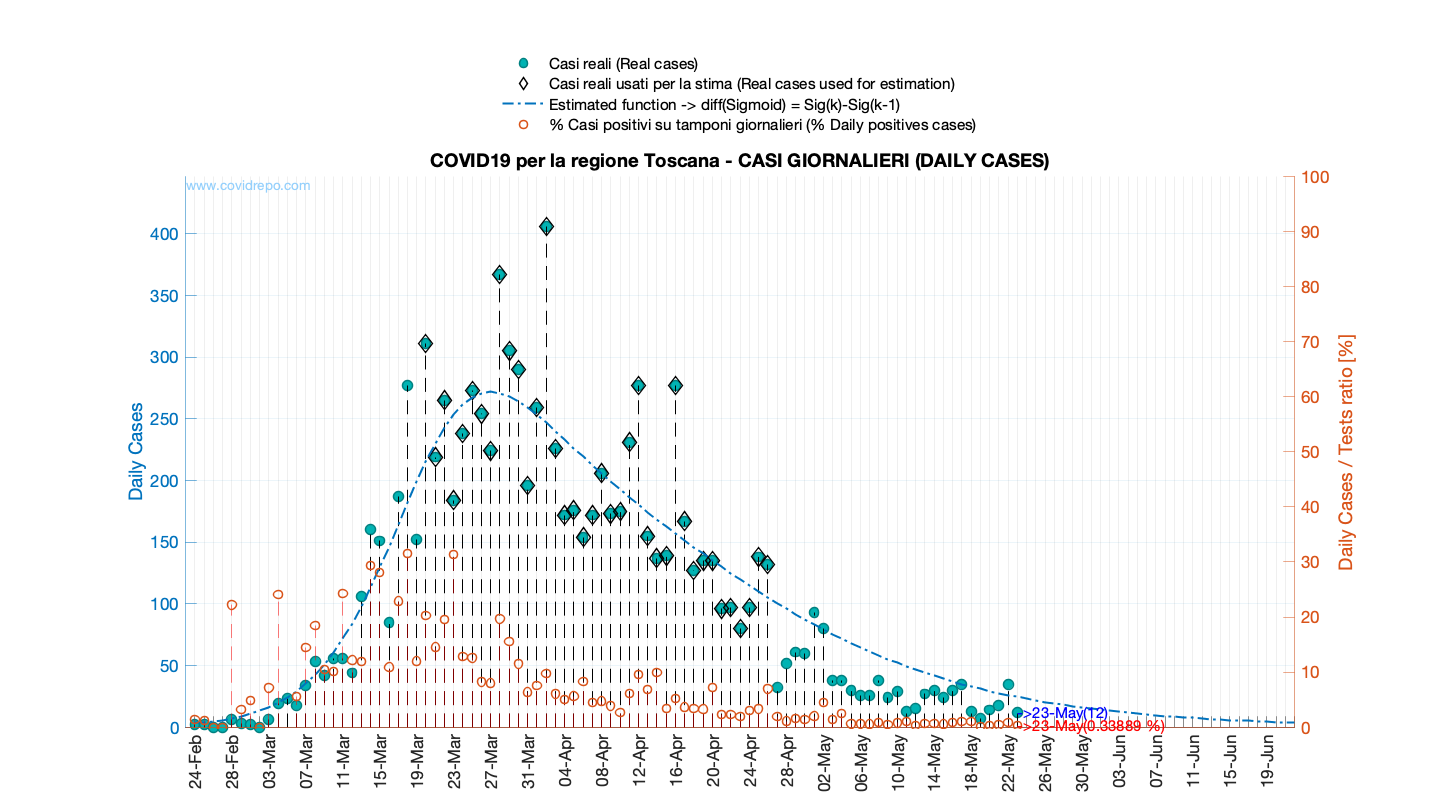 Casi reali (Real cases)
Casi reali usati per la stima (Real cases used for estimation)
Estimated function -> diff(Sigmoid) = Sig(k)-Sig(k-1)
% Casi positivi su tamponi giornalieri (% Daily positives cases)
COVID19 per la regione Toscana - CASI GIORNALIERI (DAILY CASES)
www.covidrepo.com
Daily Cases
400
350
300
250
200
150
100
50
0
100
90
80
70
60
50
40
30
20
10
0
Daily Cases / Tests ratio [%]
->23-May(12)
->23-May(0.33889 %)
24-Feb
28-Feb
03-Mar
07-Mar
11-Mar
15-Mar
19-Mar
23-Mar
27-Mar
31-Mar
04-Apr
08-Apr
12-Apr
16-Apr
20-Apr
24-Apr
28-Apr
02-May
06-May
10-May
14-May
18-May
22-May
26-May
30-May
03-Jun
07-Jun
11-Jun
15-Jun
19-Jun